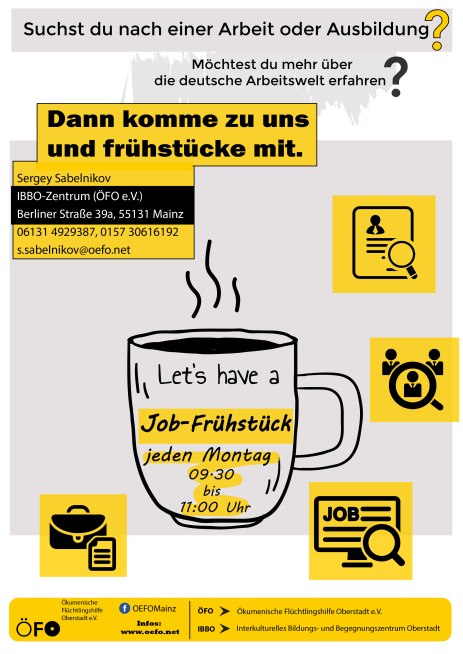 Suchst du nach einer Arbeit oder Ausbildung?
Möchtest du mehr über
die deutsche Arbeitswelt erfahren?
Dann komme zu uns
und frühstücke mit.
Sergey Sabelnikov
IBBO-Zentrum (ÖFO e.V.)
Berliner Straße 39a, 55131 Mainz
06131 4929387, 0157 30616192
s.sabelnikov@oefo.net
Let's have a
Job-Frühstück
jeden Montag
09.30
bis
11:00 Uhr
JOB
ÖFO
Ökumenische
Flüchtlingshilfe
Oberstadt e.V.
f OEFOMainz
Infos:
www.oefo.net
ÖFO Ökumenische Flüchtlingshilfe Oberstadt e.V.
iBBO Interkulturelles Bildungs- und Begegnungszentrum Oberstadt